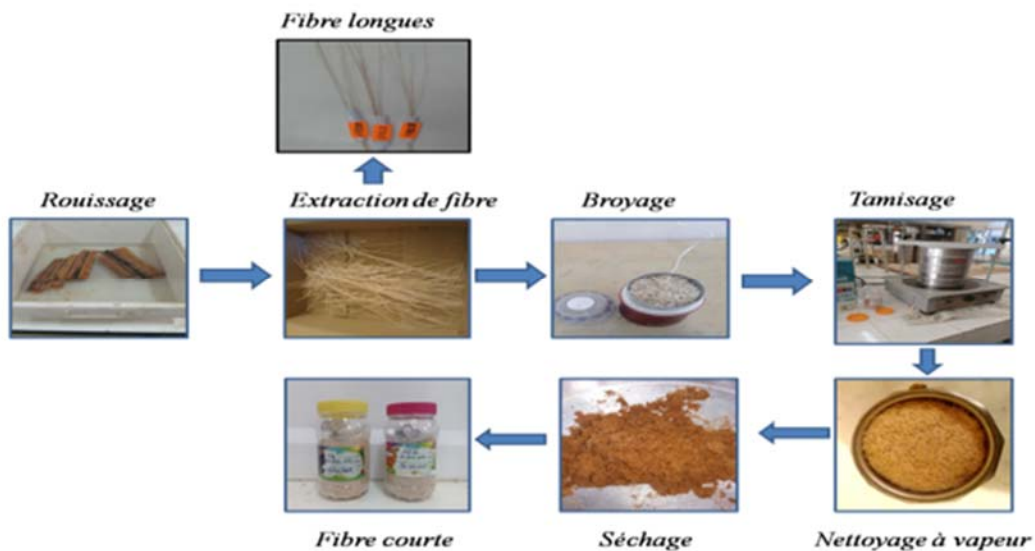 Fibre longues
Rouissage
Extraction de fibre
Broyage
Tamisage
Fibre courte
Séchage
Nettoyage à vapeur